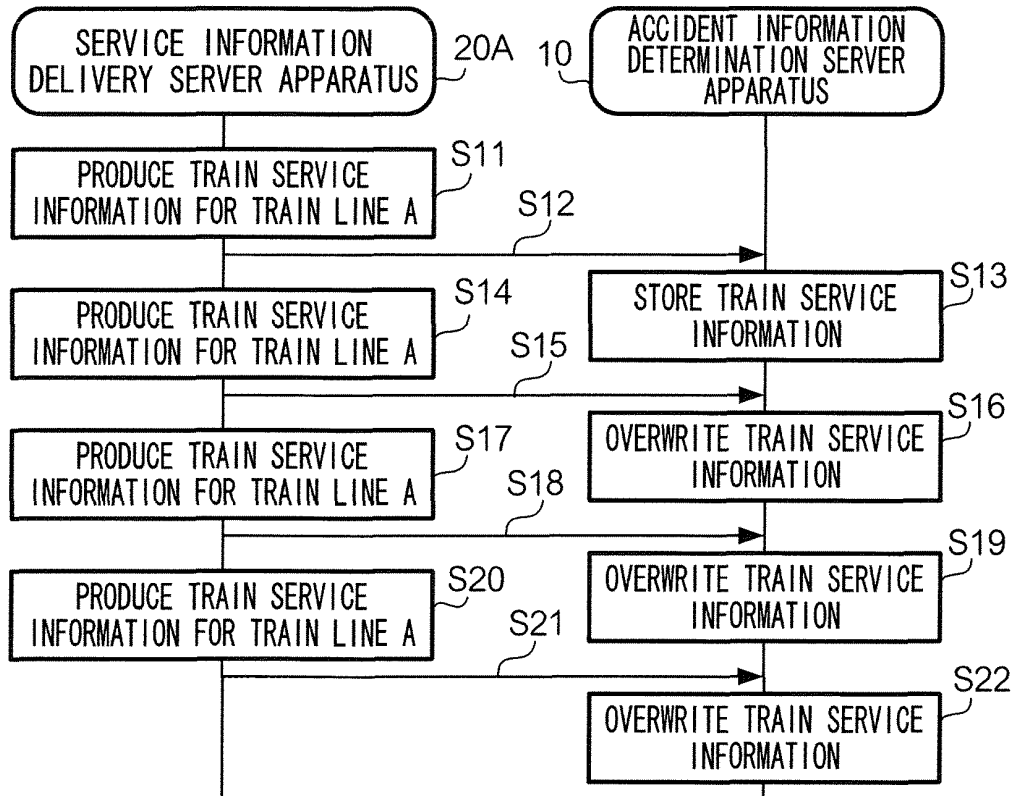 SERVICE INFORMATION
DELIVERY SERVER APPARATUS
20A
10
ACCIDENT INFORMATION
DETERMINATION SERVER
APPARATUS
PRODUCE TRAIN SERVICE
INFORMATION FOR TRAIN LINE A
S11
S12
STORE TRAIN SERVICE
INFORMATION
S13
PRODUCE TRAIN SERVICE
INFORMATION FOR TRAIN LINE A
S14
S15
OVERWRITE TRAIN SERVICE
INFORMATION
S16
PRODUCE TRAIN SERVICE
INFORMATION FOR TRAIN LINE A
S17
S18
OVERWRITE TRAIN SERVICE
INFORMATION
S19
PRODUCE TRAIN SERVICE
INFORMATION FOR TRAIN LINE A
S20
S21
OVERWRITE TRAIN SERVICE
INFORMATION
S22